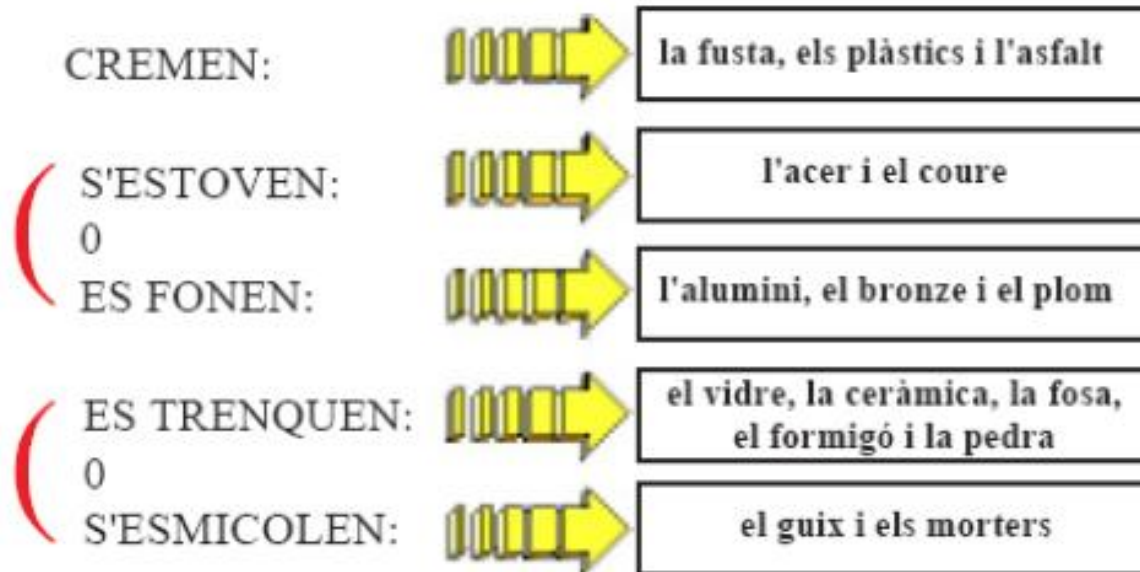 CREMEN:
la fusta, els plàstics i l'asfalt
S'ESTOVEN:
l'acer i el coure
0
ES FONEN:
l'alumini, el bronze i el plom
ES TRENQUEN:
el vidre, la ceràmica, la fosa,
el formigó i la pedra
0
S'ESMICOLEN:
el guix i els morters